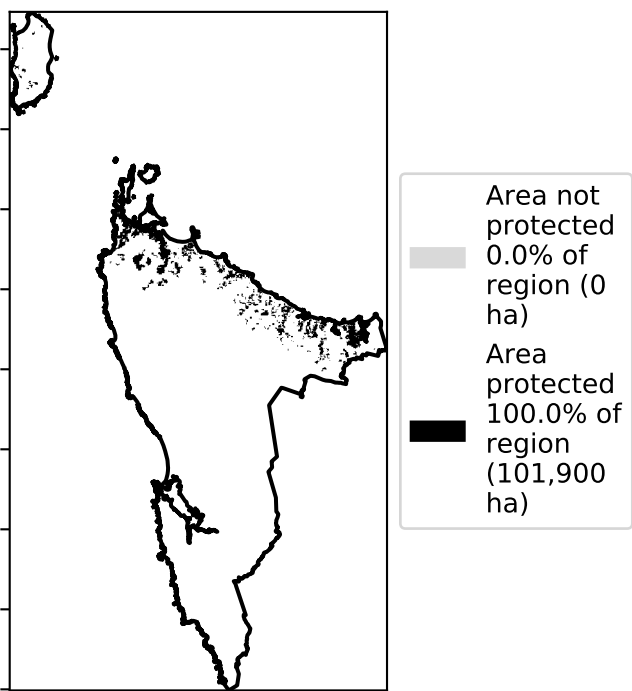 Area not
protected
0.0% of
region (0
ha)
Area
protected
100.0% of
region
(101,900
ha)